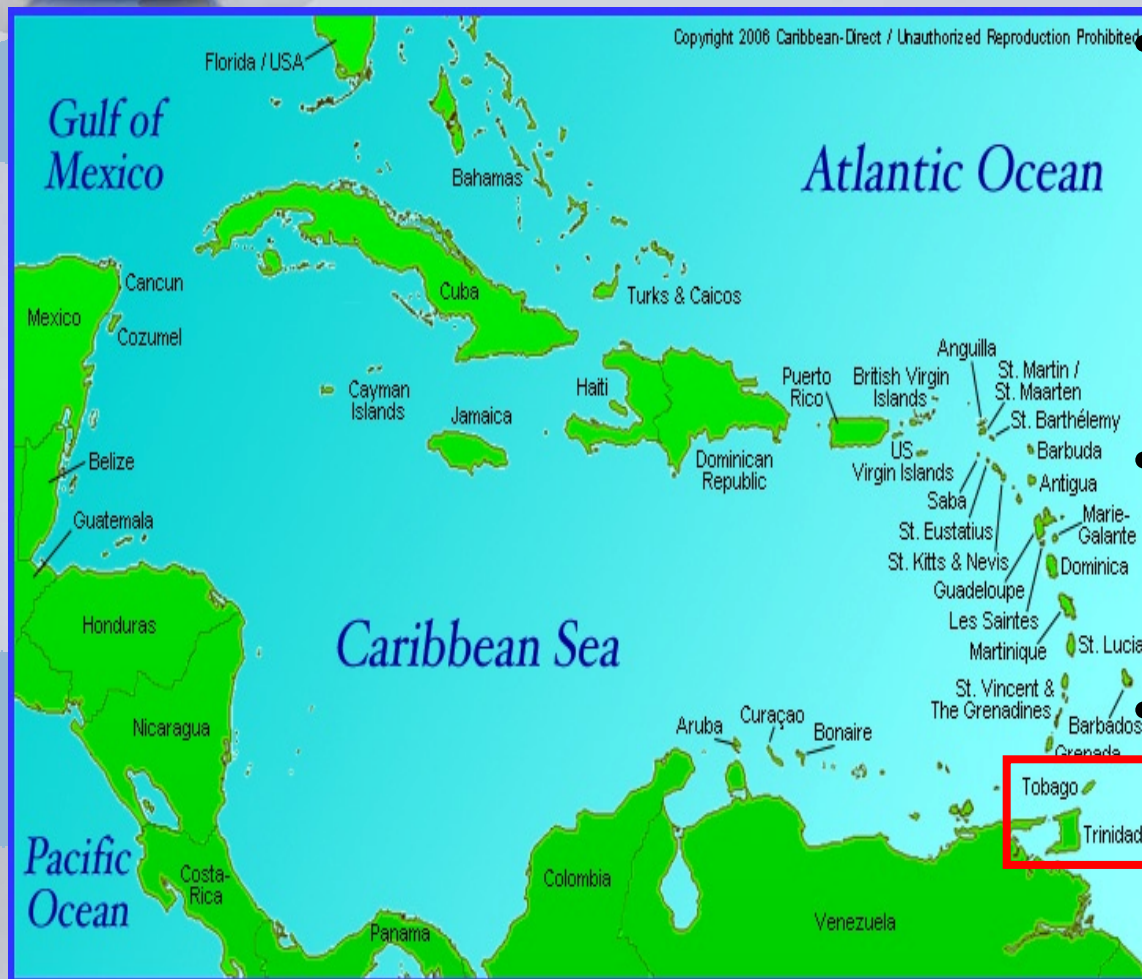 Copyright 2006 Caribbean-Direct / Unauthorized Reproduction Prohibited
Florida / USA
Gulf of
Mexico
Bahamas
Atlantic Ocean
Cancun
Mexico
Cozumel
Cuba
Turks & Caicos
Cayman
Islands
Jamaica
Haiti
Dominican
Republic
Puerto
Rico
British Virgin
Islands
US
Virgin Islands
Anguilla
St. Martin /
St. Maarten
St. Barthélemy
Barbuda
Antigua
Saba
St. Eustatius
St. Kitts & Nevis
Marie-
Galante
Guadeloupe
Dominica
Les Saintes
Martinique
St. Lucia
St. Vincent &
The Grenadines
Barbados
Grenada
Belize
Guatemala
Honduras
Caribbean Sea
Nicaragua
Aruba
Curaçao
Bonaire
Tobago
Trinidad
Pacific
Ocean
Costa-
Rica
Panama
Colombia
Venezuela